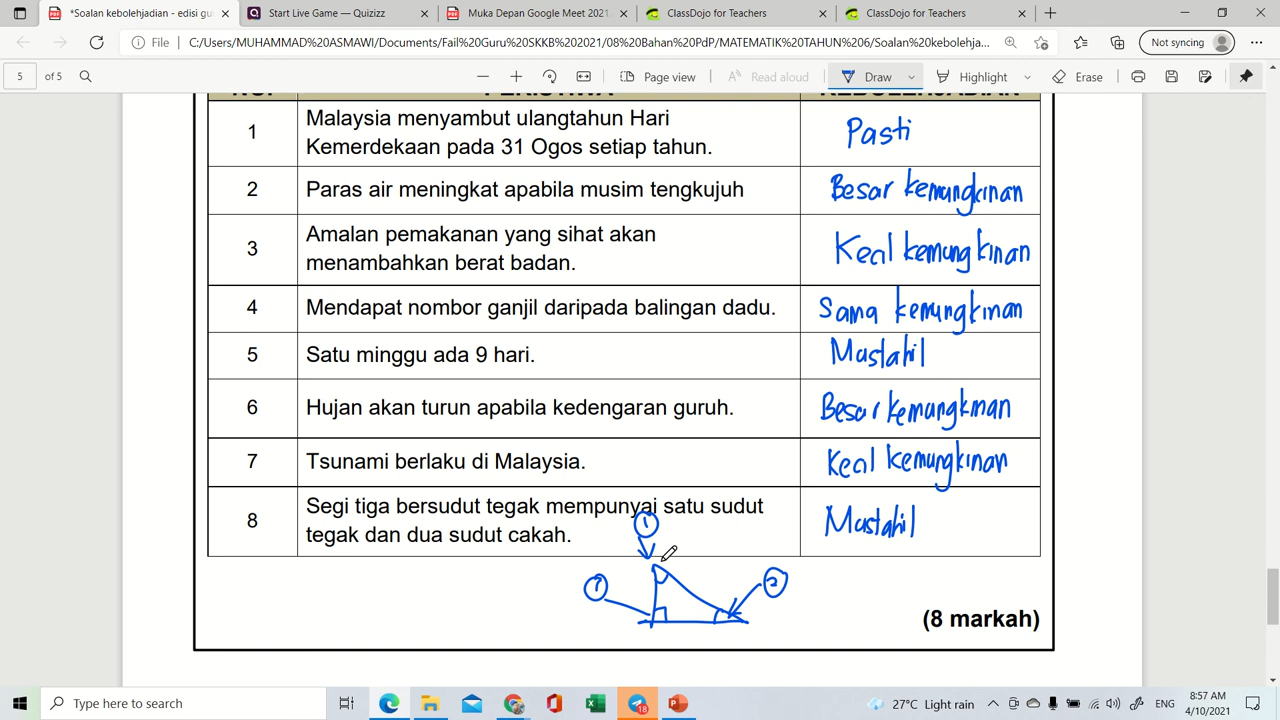 *Soalan kebolehjadian - edisi gu
Start Live Game — Quizizz
Muka Depan Google Meet 2021
ClassDojo for Teachers
ClassDojo for Teachers
File
C:/Users/MUHAMMAD%20ASMAWI/Documents/Fail%20Guru%20SKKB%202021/08%20Bahan%20PdP/MATEMATIK%20TAHUN%206/Soalan%20kebolehja...
Not syncing
5 of 5
Page view
Read aloud
Draw
Highlight
Erase
1 Malaysia menyambut ulangtahun Hari
Kemerdekaan pada 31 Ogos setiap tahun. Pasti
2 Paras air meningkat apabila musim tengkujuh Besar kemungkinan
3 Amalan pemakanan yang sihat akan
menambahkan berat badan. Kecil kemungkinan
4 Mendapat nombor ganjil daripada balingan dadu. Sama kemungkinan
5 Satu minggu ada 9 hari. Mustahil
6 Hujan akan turun apabila kedengaran guruh. Besar kemungkinan
7 Tsunami berlaku di Malaysia. Kecil kemungkinan
8 Segi tiga bersudut tegak mempunyai satu sudut
tegak dan dua sudut cakah. Mustahil
1
1
2
(8 markah)
Type here to search
18
27°C Light rain
ENG
8:57 AM
4/10/2021